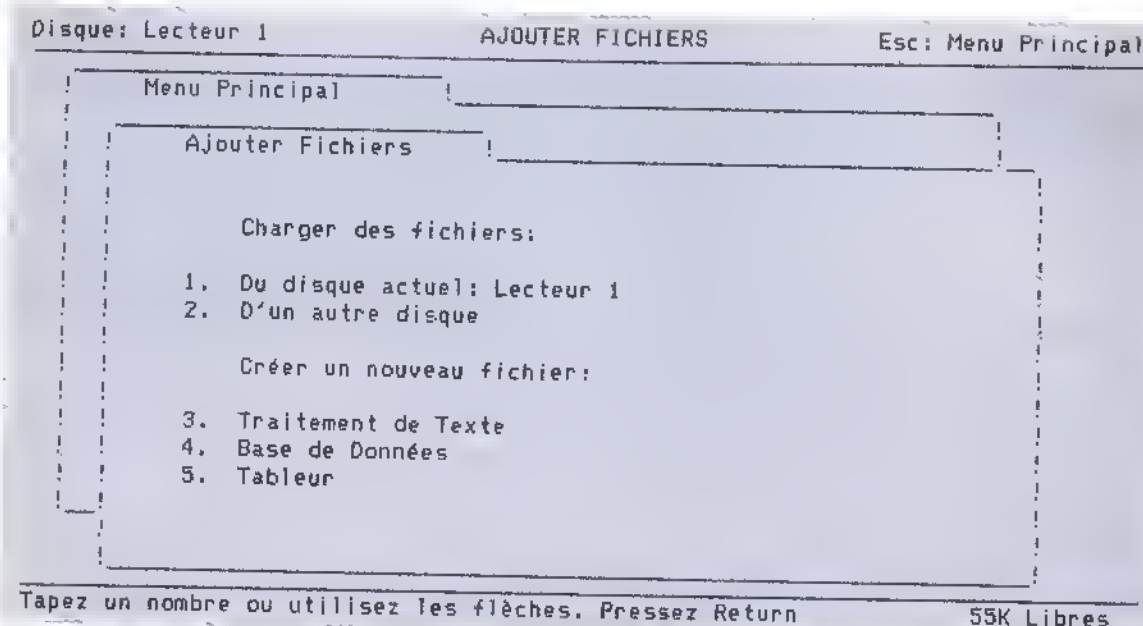 Disque: Lecteur 1 AJOUTER FICHIERS Esc: Menu Principal
Menu Principal
Ajouter Fichiers
Charger des fichiers:
1. Du disque actuel: Lecteur 1
2. D'un autre disque
Créer un nouveau fichier:
3. Traitement de Texte
4. Base de Données
5. Tableur
Tapez un nombre ou utilisez les flèches. Pressez Return 55K Libres